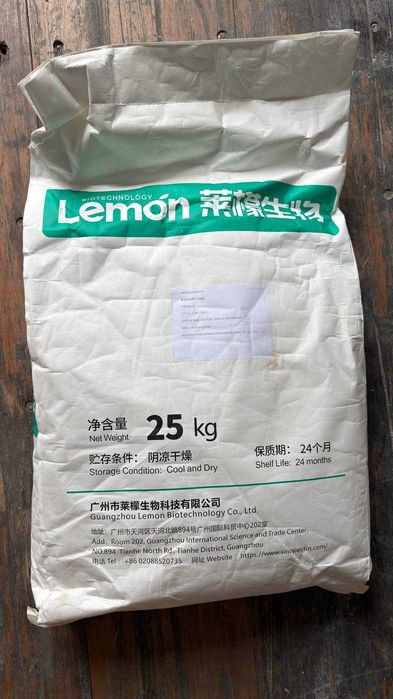 BIOTECHNOLOGY
Lemon 莱檬生物
净含量
Net Weight
25 kg
贮存条件： 阴凉干燥
Storage Condition: Cool and Dry
保质期： 24个月
Shelf Life: 24 months
广州市莱檬生物科技有限公司
Guangzhou Lemon Biotechnology Co., Ltd.
地址：广州市天河区天河北路894号广州国际科贸中心202室
Add：Room 202, Guangzhou International Science and Trade Center,
NO.894 Tianhe North Rd., Tianhe District, Guangzhou
电话 Tel： +86 02088520735 网址 Website：https://www.sinopectin.com/